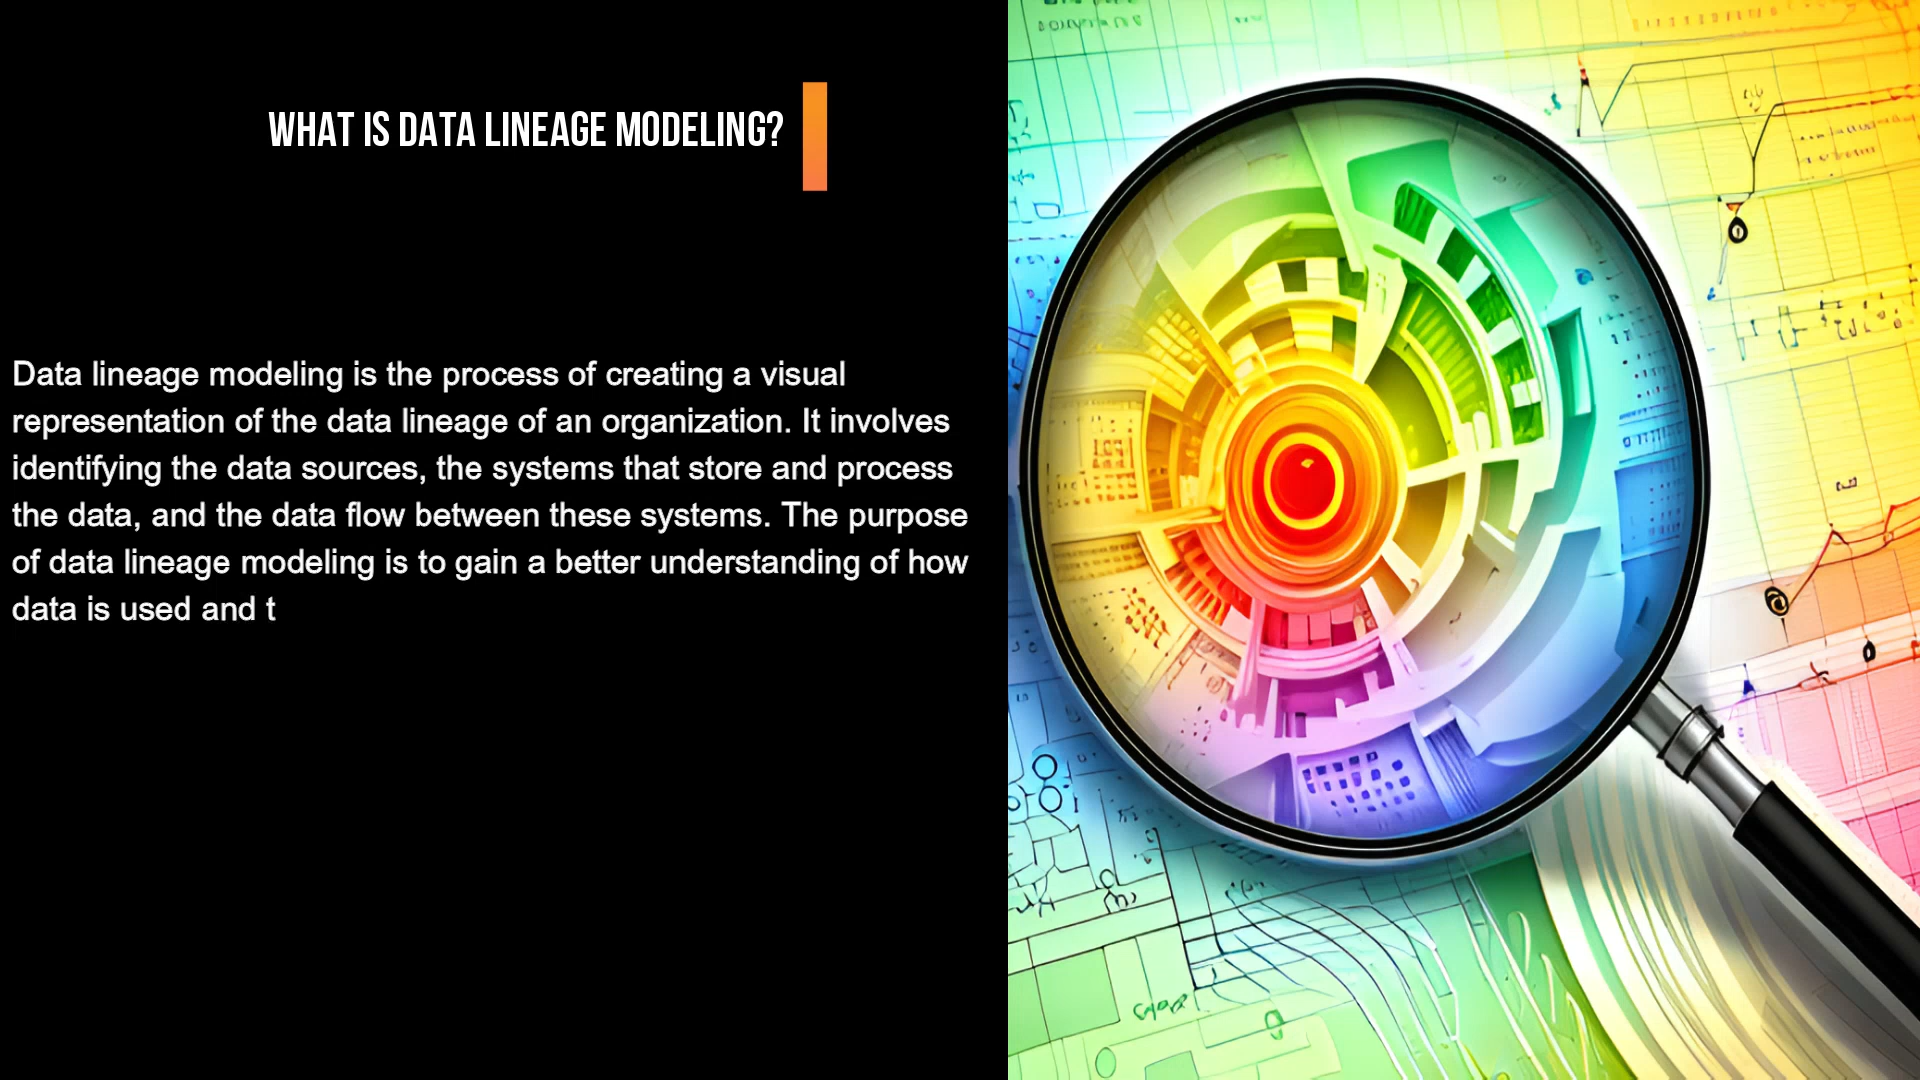 WHAT IS DATA LINEAGE MODELING?
Data lineage modeling is the process of creating a visual
representation of the data lineage of an organization. It involves
identifying the data sources, the systems that store and process
the data, and the data flow between these systems. The purpose
of data lineage modeling is to gain a better understanding of how
data is used and t